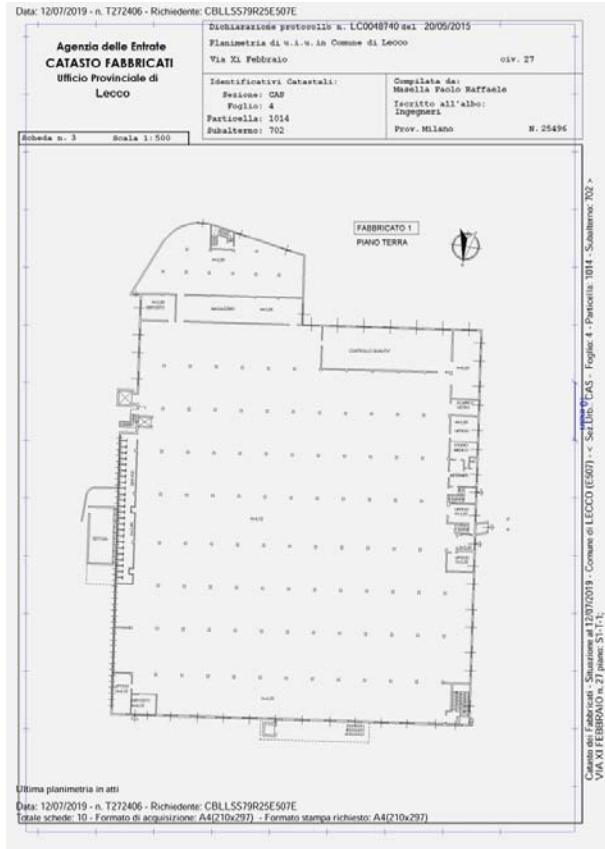 Data: 12/07/2019 - n. T272406 - Richiedente: CBLLSS79R25E507E
Agenzia delle Entrate
CATASTO FABBRICATI
Ufficio Provinciale di
Lecco
Dichiarazione protocollo n. LC0048740 del 20/05/2015
Planimetria di u.i.u. in Comune di Lecco
Via Xi Febbraio civ. 27
Identificativi Catastali:
Sezione: CAS
Foglio: 4
Particella: 1014
Subalterno: 702
Compilata da:
Masella Paolo Raffaele
Iscritto all'albo:
Ingegneri
Prov. Milano N. 25496
Scheda n. 3 Scala 1:500
FABBRICATO 1
PIANO TERRA
MAGAZZINO
CONTROLLO QUALITA'
UFFICIO
UFFICIO
DEPOSITO
Catasto dei Fabbricati - Situazione al 12/07/2019 - Comune di LECCO (E507) - < Sez.Urb.: CAS - Foglio: 4 - Particella: 1014 - Subalterno: 702 >
VIA XI FEBBRAIO n. 27 piano: S1-T-1;
Ultima planimetria in atti
Data: 12/07/2019 - n. T272406 - Richiedente: CBLLSS79R25E507E
Totale schede: 10 - Formato di acquisizione: A4(210x297) - Formato stampa richiesto: A4(210x297)